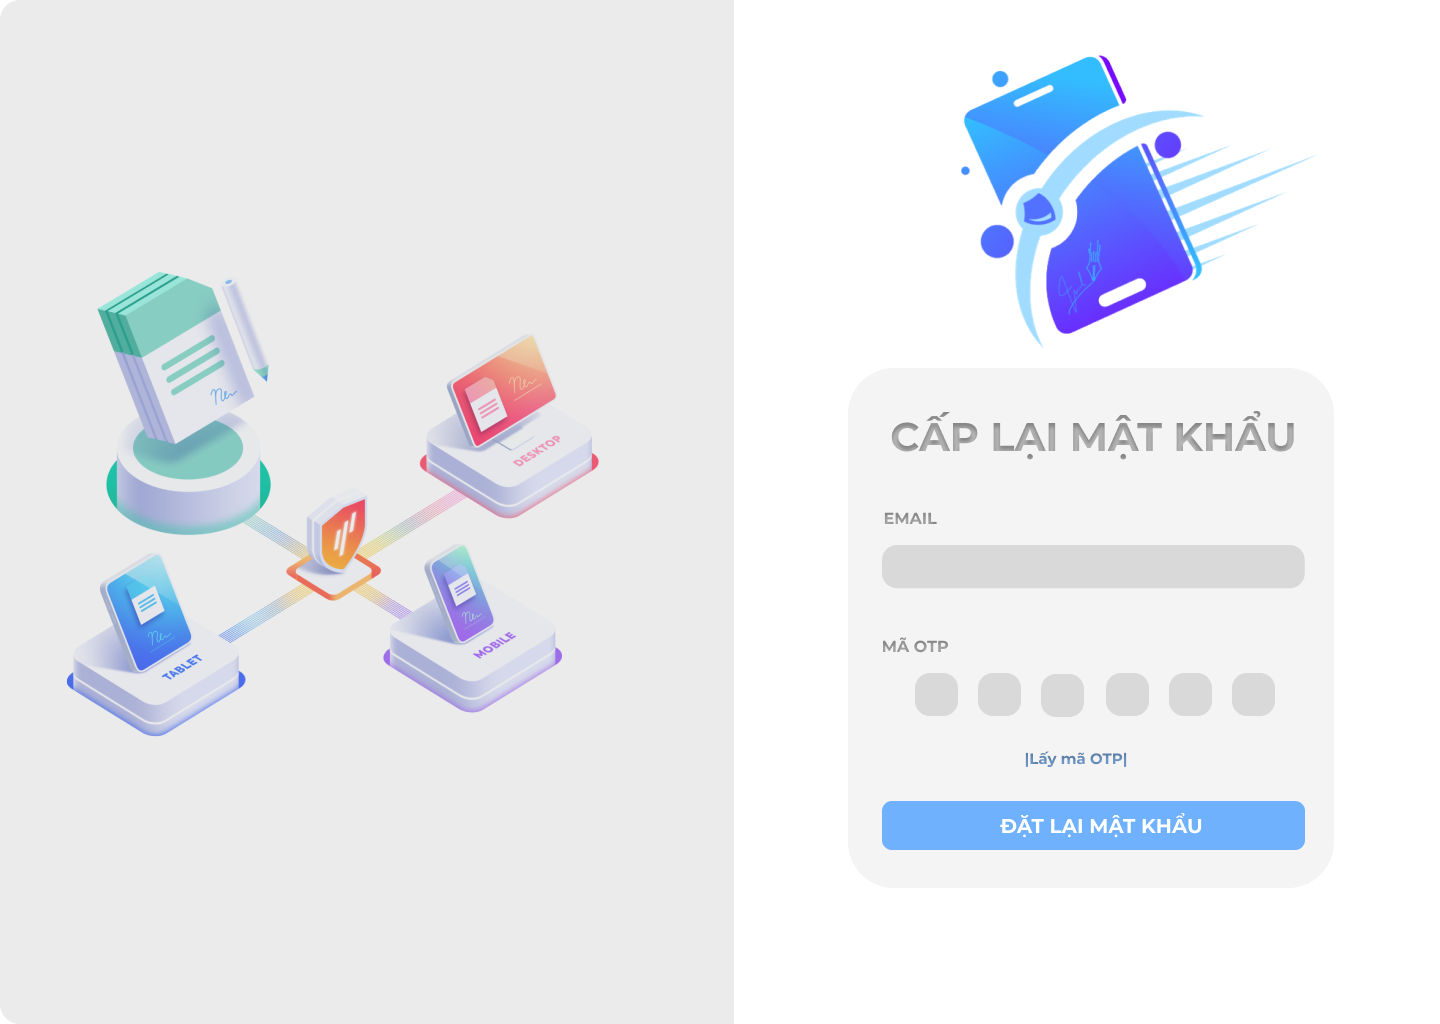 DESKTOP
TABLET
MOBILE
CẤP LẠI MẬT KHẨU
EMAIL
MÃ OTP
|Lấy mã OTP|
ĐẶT LẠI MẬT KHẨU